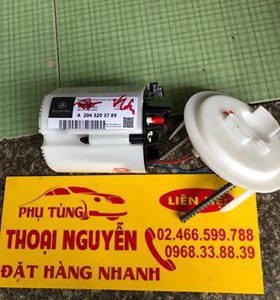 A 204 320 37 89
LIÊN HỆ:
PHỤ TÙNG
THOẠI NGUYỄN
02.466.599.788
0968.33.88.39
ĐẶT HÀNG NHANH